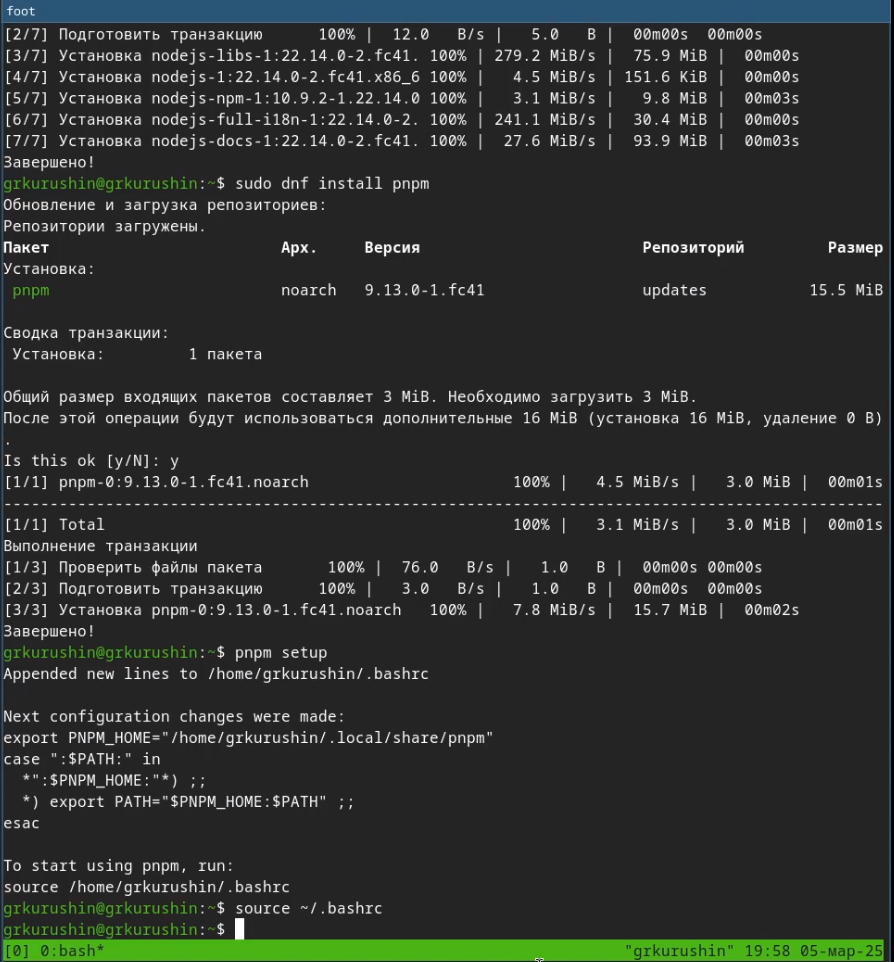 foot
[2/7] Подготовить транзакцию      100% |  12.0   B/s |   5.0   B |  00m00s  00m00s
[3/7] Установка nodejs-libs-1:22.14.0-2.fc41. 100% | 279.2 MiB/s |  75.9 MiB |  00m00s
[4/7] Установка nodejs-1:22.14.0-2.fc41.x86_6 100% |   4.5 MiB/s | 151.6 KiB |  00m00s
[5/7] Установка nodejs-npm-1:10.9.2-1.22.14.0 100% |   3.1 MiB/s |   9.8 MiB |  00m03s
[6/7] Установка nodejs-full-i18n-1:22.14.0-2. 100% | 241.1 MiB/s |  30.4 MiB |  00m00s
[7/7] Установка nodejs-docs-1:22.14.0-2.fc41. 100% |  27.6 MiB/s |  93.9 MiB |  00m03s
Завершено!
grkurushin@grkurushin:~$ sudo dnf install pnpm
Обновление и загрузка репозиториев:
Репозитории загружены.
Пакет                         Арх.     Версия                        Репозиторий         Размер
Установка:
 pnpm                         noarch   9.13.0-1.fc41                 updates           15.5 MiB
Сводка транзакции:
 Установка:         1 пакета
Общий размер входящих пакетов составляет 3 MiB. Необходимо загрузить 3 MiB.
После этой операции будут использоваться дополнительные 16 MiB (установка 16 MiB, удаление 0 B)
.
Is this ok [y/N]: y
[1/1] pnpm-0:9.13.0-1.fc41.noarch                      100% |   4.5 MiB/s |   3.0 MiB |  00m01s
-----------------------------------------------------------------------------------------------
[1/1] Total                                            100% |   3.1 MiB/s |   3.0 MiB |  00m01s
Выполнение транзакции
[1/3] Проверить файлы пакета       100% |  76.0   B/s |   1.0   B |  00m00s 00m00s
[2/3] Подготовить транзакцию      100% |   3.0   B/s |   1.0   B |  00m00s  00m00s
[3/3] Установка pnpm-0:9.13.0-1.fc41.noarch   100% |   7.8 MiB/s |  15.7 MiB |  00m02s
Завершено!
grkurushin@grkurushin:~$ pnpm setup
Appended new lines to /home/grkurushin/.bashrc
Next configuration changes were made:
export PNPM_HOME="/home/grkurushin/.local/share/pnpm"
case ":$PATH:" in
  *":$PNPM_HOME:"*) ;;
  *) export PATH="$PNPM_HOME:$PATH" ;;
esac
To start using pnpm, run:
source /home/grkurushin/.bashrc
grkurushin@grkurushin:~$ source ~/.bashrc
grkurushin@grkurushin:~$
[0] 0:bash*                                                        "grkurushin" 19:58 05-мар-25